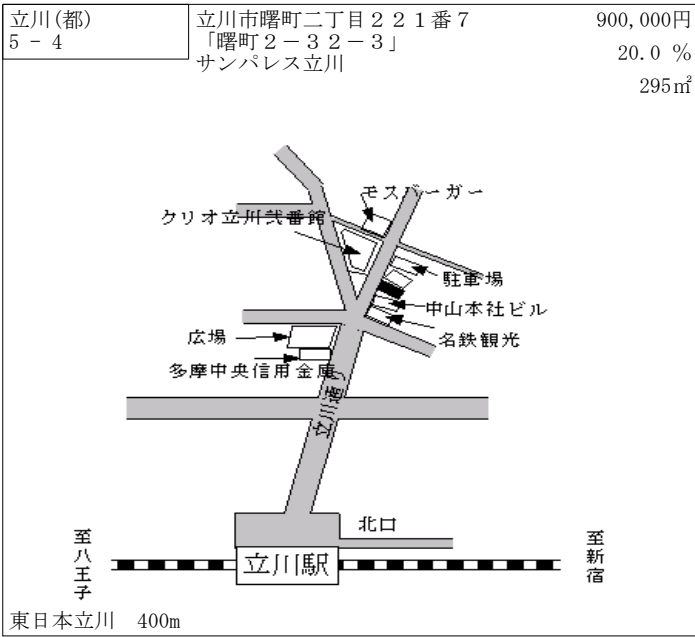 立川(都)
5 - 4
立川市曙町二丁目２２１番７
「曙町２－３２－３」
サンパレス立川
900,000円
20.0 %
295㎡
モスバーガー
クリオ立川弐番館
駐車場
中山本社ビル
名鉄観光
広場
多摩中央信用金庫
立川通り
北口
至八王子
立川駅
至新宿
東日本立川 400m